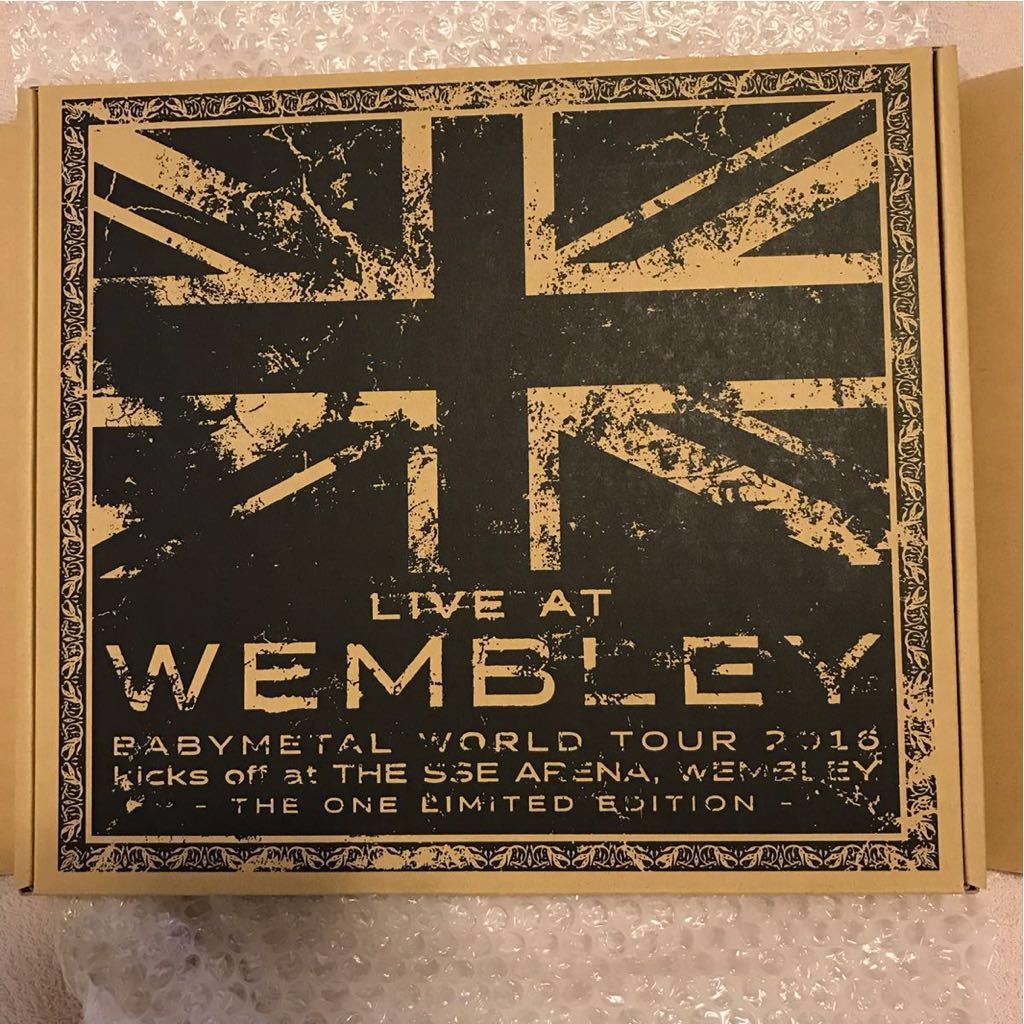 LIVE AT
WEMBLEY
BABYMETAL WORLD TOUR 2016
kicks off at THE SSE ARENA, WEMBLEY
- THE ONE LIMITED EDITION -